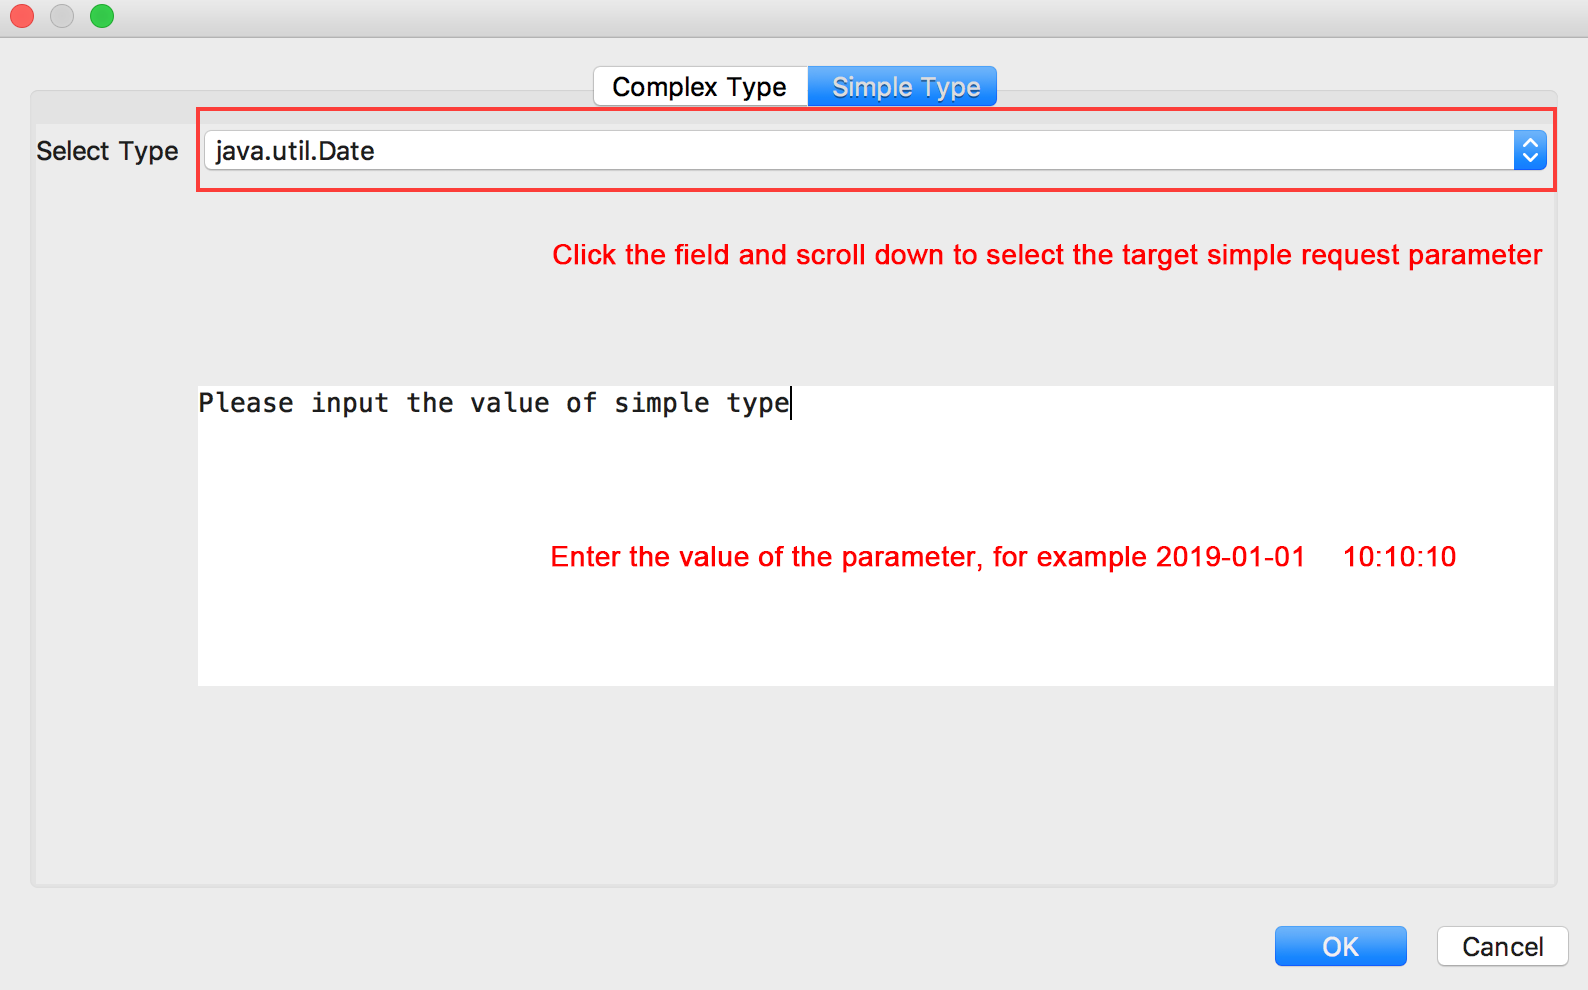 Complex Type Simple Type
Select Type java.util.Date
Click the field and scroll down to select the target simple request parameter
Please input the value of simple type
Enter the value of the parameter, for example 2019-01-01 10:10:10
OK Cancel